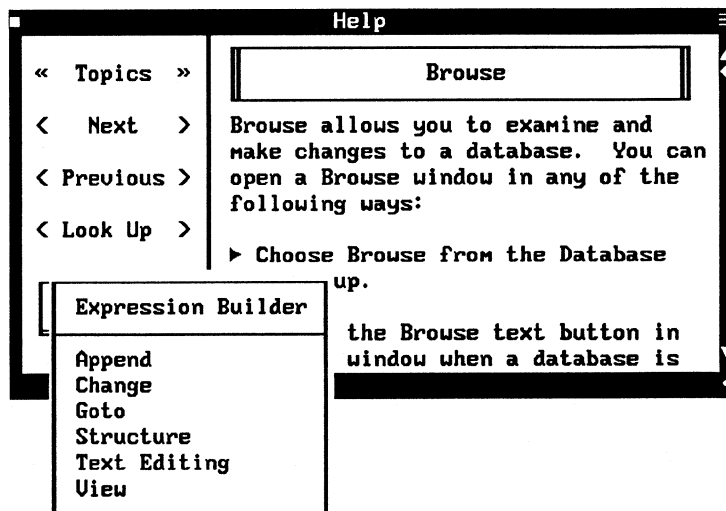 Help
« Topics »
< Next >
< Previous >
< Look Up >
Browse
Browse allows you to examine and
make changes to a database. You can
open a Browse window in any of the
following ways:
► Choose Browse from the Database
up.
the Browse text button in
window when a database is
Expression Builder
Append
Change
Goto
Structure
Text Editing
View